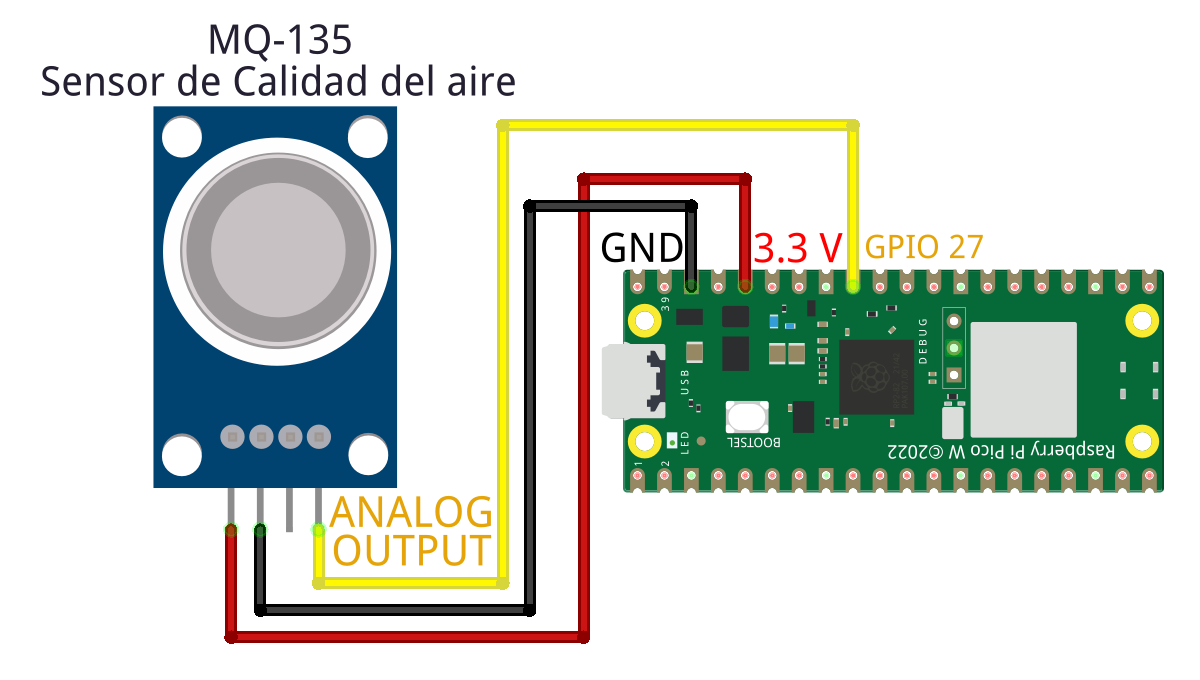 MQ-135
Sensor de Calidad del aire
GND
3.3 V
GPIO 27
39
DEBUG
USB
BOOTSEL
LED
Raspberry Pi Pico W ©2022
1
2
ANALOG
OUTPUT